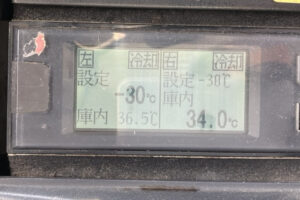 左 冷却 右 冷却
設定 設定 -30℃
-30℃ 庫内
庫内 36.5℃ 34.0℃